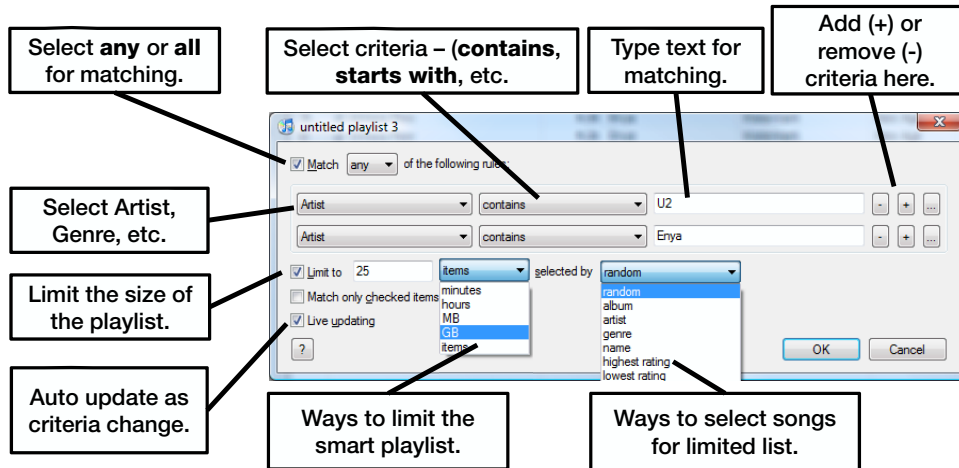 Select any or all
for matching.
Select criteria – (contains,
starts with, etc.
Type text for
matching.
Add (+) or
remove (-)
criteria here.
untitled playlist 3
Match any of the following rules:
Select Artist,
Genre, etc.
Artist contains U2 - + ...
Artist contains Enya - + ...
Limit to 25 items selected by random
Limit the size of
the playlist.
Match only checked items
Live updating
minutes
hours
MB
GB
items
random
album
artist
genre
name
highest rating
lowest rating
? OK Cancel
Auto update as
criteria change.
Ways to limit the
smart playlist.
Ways to select songs
for limited list.